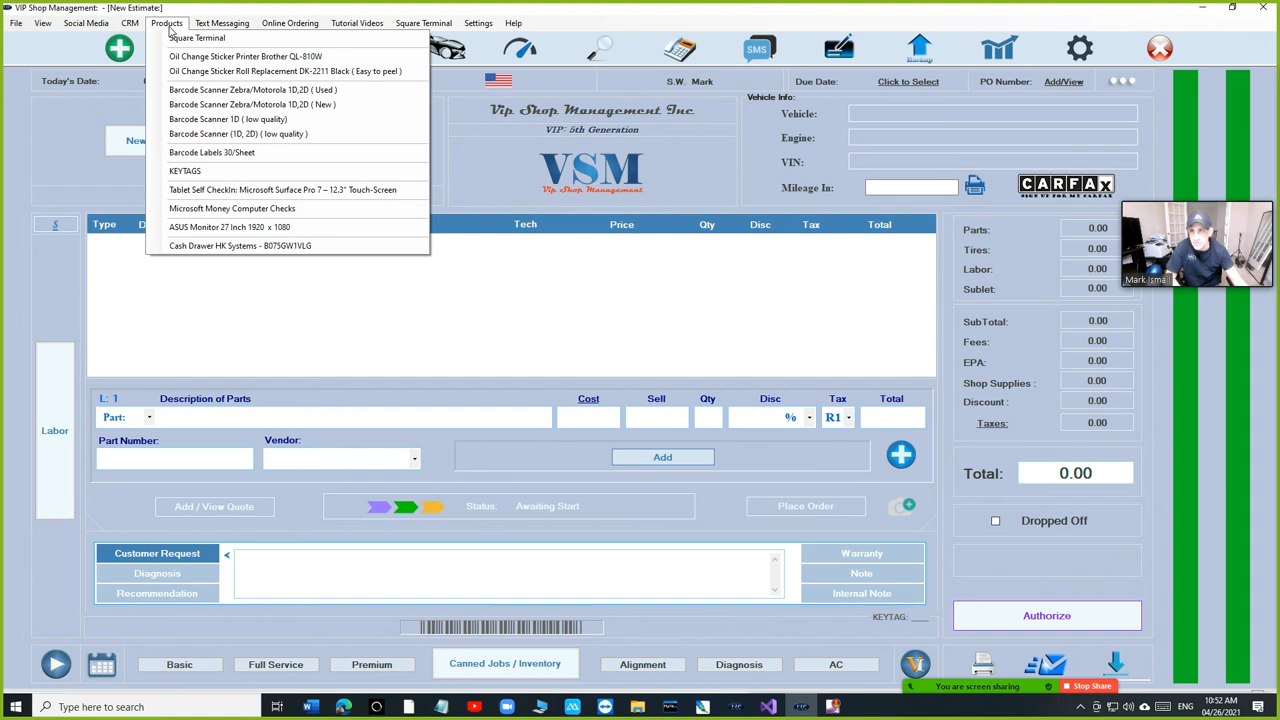 VIP Shop Management: - [New Estimate:]
File View Social Media CRM Products Text Messaging Online Ordering Tutorial Videos Square Terminal Settings Help
Square Terminal
Oil Change Sticker Printer Brother QL-810W
Oil Change Sticker Roll Replacement DK-2211 Black ( Easy to peel )
Barcode Scanner Zebra/Motorola 1D,2D ( Used )
Barcode Scanner Zebra/Motorola 1D,2D ( New )
Barcode Scanner 1D ( low quality)
Barcode Scanner (1D, 2D) ( low quality )
Barcode Labels 30/Sheet
KEYTAGS
Tablet Self CheckIn: Microsoft Surface Pro 7 – 12.3" Touch-Screen
Microsoft Money Computer Checks
ASUS Monitor 27 Inch 1920 x 1080
Cash Drawer HK Systems - B075GW1VLG
SMS
Backup
Today's Date:
S.W. Mark
Due Date: Click to Select
PO Number: Add/View
New
Vip Shop Management Inc
VIP: 5th Generation
VSM
Vip Shop Management
Vehicle Info:
Vehicle:
Engine:
VIN:
Mileage In:
CARFAX
SIGN UP FOR MY CARFAX
Mark Ismail
S
Type D Tech Price Qty Disc Tax Total
Labor
Parts: 0.00
Tires: 0.00
Labor: 0.00
Sublet: 0.00
SubTotal: 0.00
Fees: 0.00
EPA: 0.00
Shop Supplies : 0.00
Discount : 0.00
Taxes: 0.00
Total: 0.00
L: 1 Description of Parts Cost Sell Qty Disc Tax Total
Part: % R1
Part Number: Vendor:
Add
Add / View Quote
Status: Awaiting Start
Place Order
Dropped Off
Customer Request
Diagnosis
Recommendation
Warranty
Note
Internal Note
KEYTAG: ___
Authorize
Basic Full Service Premium Canned Jobs / Inventory Alignment Diagnosis AC
You are screen sharing Stop Share
Type here to search
ENG
10:52 AM
04/26/2021